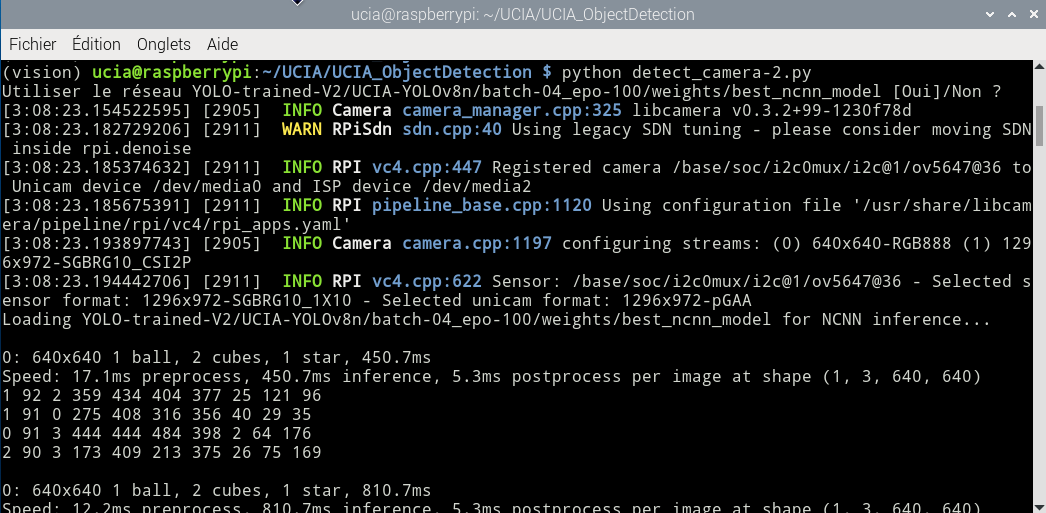 ucia@raspberrypi: ~/UCIA/UCIA_ObjectDetection
Fichier Édition Onglets Aide
(vision) ucia@raspberrypi:~/UCIA/UCIA_ObjectDetection $ python detect_camera-2.py
Utiliser le réseau YOLO-trained-V2/UCIA-YOLOv8n/batch-04_epo-100/weights/best_ncnn_model [Oui]/Non ?
[3:08:23.154522595] [2905]  INFO Camera camera_manager.cpp:325 libcamera v0.3.2+99-1230f78d
[3:08:23.182729206] [2911]  WARN RPiSdn sdn.cpp:40 Using legacy SDN tuning - please consider moving SDN
 inside rpi.denoise
[3:08:23.185374632] [2911]  INFO RPI vc4.cpp:447 Registered camera /base/soc/i2c0mux/i2c@1/ov5647@36 to
 Unicam device /dev/media0 and ISP device /dev/media2
[3:08:23.185675391] [2911]  INFO RPI pipeline_base.cpp:1120 Using configuration file '/usr/share/libcam
era/pipeline/rpi/vc4/rpi_apps.yaml'
[3:08:23.193897743] [2905]  INFO Camera camera.cpp:1197 configuring streams: (0) 640x640-RGB888 (1) 129
6x972-SGBRG10_CSI2P
[3:08:23.194442706] [2911]  INFO RPI vc4.cpp:622 Sensor: /base/soc/i2c0mux/i2c@1/ov5647@36 - Selected s
ensor format: 1296x972-SGBRG10_1X10 - Selected unicam format: 1296x972-pGAA
Loading YOLO-trained-V2/UCIA-YOLOv8n/batch-04_epo-100/weights/best_ncnn_model for NCNN inference...
0: 640x640 1 ball, 2 cubes, 1 star, 450.7ms
Speed: 17.1ms preprocess, 450.7ms inference, 5.3ms postprocess per image at shape (1, 3, 640, 640)
1 92 2 359 434 404 377 25 121 96
1 91 0 275 408 316 356 40 29 35
0 91 3 444 444 484 398 2 64 176
2 90 3 173 409 213 375 26 75 169
0: 640x640 1 ball, 2 cubes, 1 star, 810.7ms
Speed: 12.2ms preprocess, 810.7ms inference, 5.3ms postprocess per image at shape (1, 3, 640, 640)